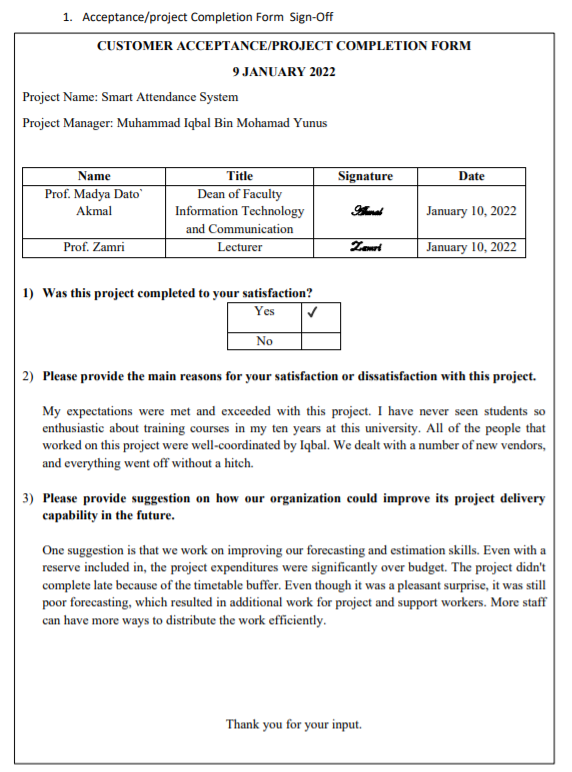 1. Acceptance/project Completion Form Sign-Off
CUSTOMER ACCEPTANCE/PROJECT COMPLETION FORM
9 JANUARY 2022
Project Name: Smart Attendance System
Project Manager: Muhammad Iqbal Bin Mohamad Yunus
Name Title Signature Date
Prof. Madya Dato` Akmal Dean of Faculty Information Technology and Communication Akmal January 10, 2022
Prof. Zamri Lecturer Zamri January 10, 2022
1) Was this project completed to your satisfaction?
Yes ✓
No
2) Please provide the main reasons for your satisfaction or dissatisfaction with this project.
My expectations were met and exceeded with this project. I have never seen students so
enthusiastic about training courses in my ten years at this university. All of the people that
worked on this project were well-coordinated by Iqbal. We dealt with a number of new vendors,
and everything went off without a hitch.
3) Please provide suggestion on how our organization could improve its project delivery
capability in the future.
One suggestion is that we work on improving our forecasting and estimation skills. Even with a
reserve included in, the project expenditures were significantly over budget. The project didn't
complete late because of the timetable buffer. Even though it was a pleasant surprise, it was still
poor forecasting, which resulted in additional work for project and support workers. More staff
can have more ways to distribute the work efficiently.
Thank you for your input.